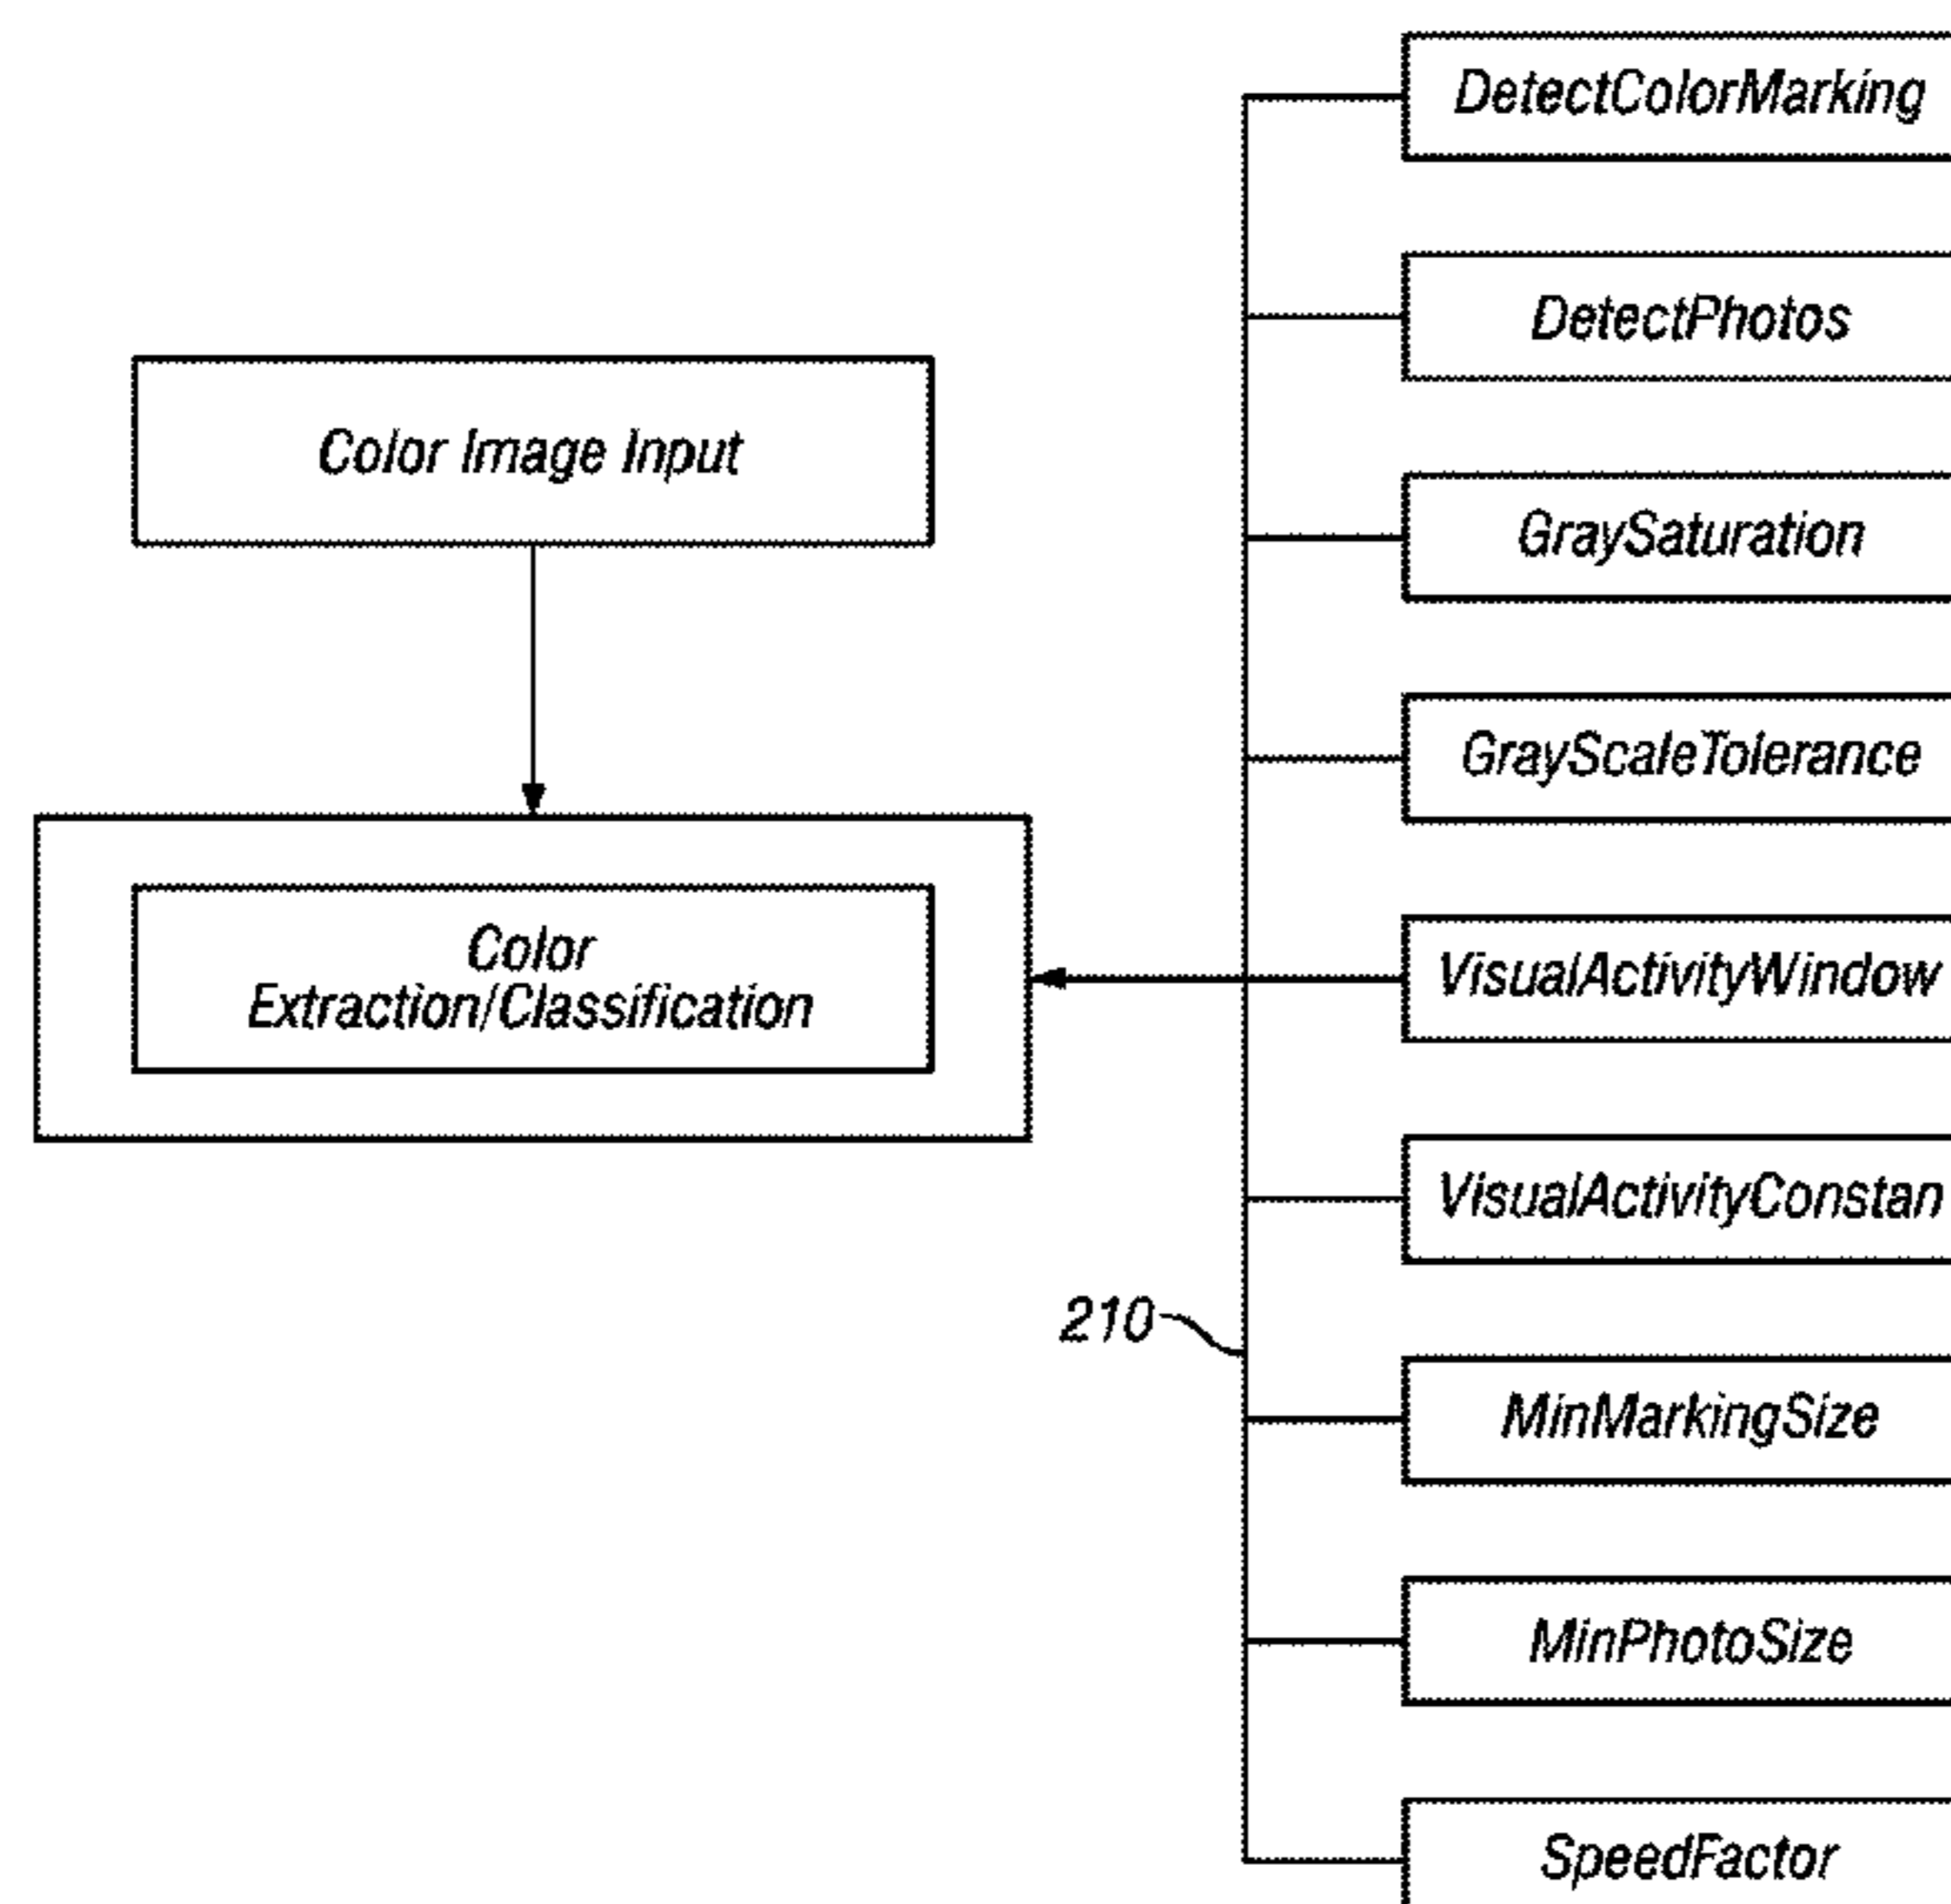 DetectColorMarking
DetectPhotos
Color Image Input
GraySaturation
GrayScaleTolerance
Color
Extraction/Classification
VisualActivityWindow
VisualActivityConstan
210
MinMarkingSize
MinPhotoSize
SpeedFactor